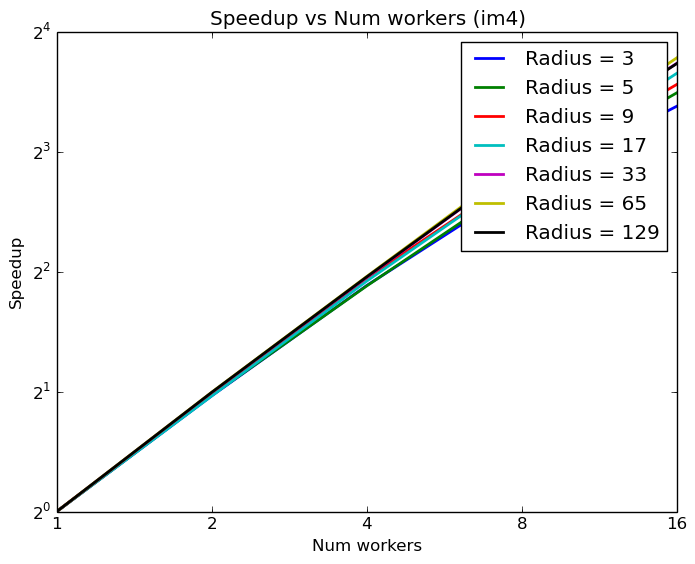 Speedup vs Num workers (im4)
2^4
2^3
2^2
2^1
2^0
Speedup
Radius = 3
Radius = 5
Radius = 9
Radius = 17
Radius = 33
Radius = 65
Radius = 129
1 2 4 8 16
Num workers